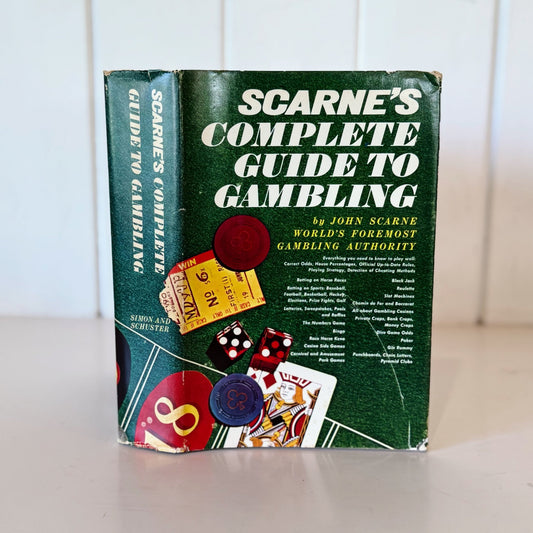 SCARNE'S COMPLETE
GUIDE TO GAMBLING
SIMON AND
SCHUSTER
SCARNE'S
COMPLETE
GUIDE TO
GAMBLING
by JOHN SCARNE
WORLD'S FOREMOST
GAMBLING AUTHORITY
Everything you need to know to play well:
Correct Odds, House Percentages, Official Up-to-Date Rules,
Playing Strategy, Detection of Cheating Methods
Betting on Horse Races
Betting on Sports: Baseball,
Football, Basketball, Hockey,
Elections, Prize Fights, Golf
Lotteries, Sweepstakes, Pools
and Raffles
The Numbers Game
Bingo
Race Horse Keno
Casino Side Games
Carnival and Amusement
Park Games
Black Jack
Roulette
Slot Machines
Chemin de fer and Baccarat
All about Gambling Casinos
Private Craps, Bank Craps,
Money Craps
Dice Game Odds
Poker
Gin Rummy
Punchboards, Chain Letters,
Pyramid Clubs
WIN
No 6
8